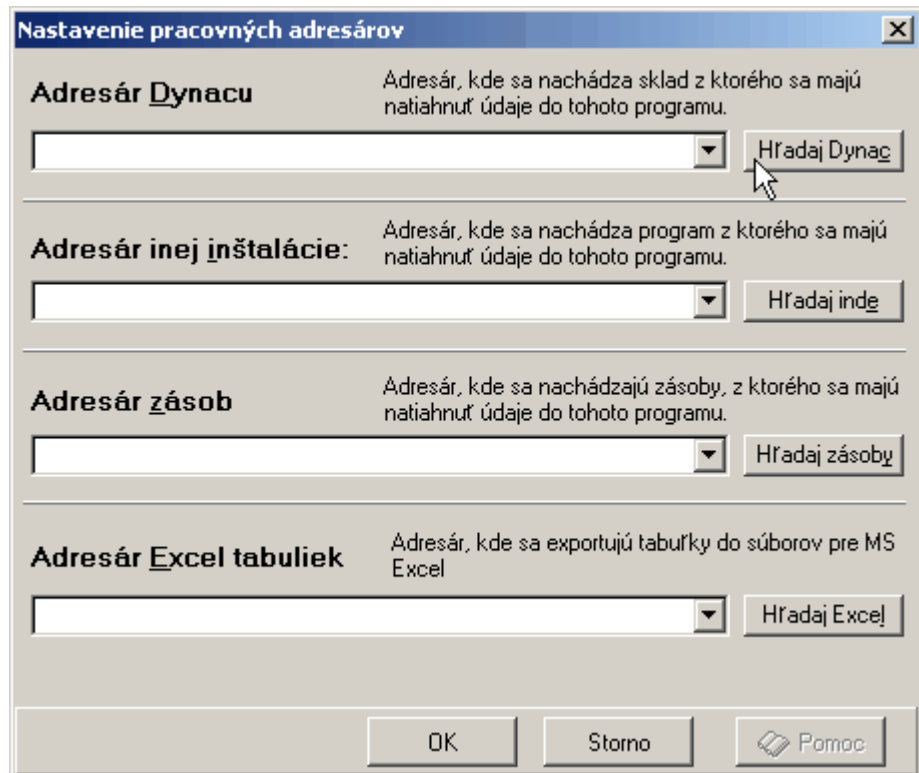 Nastavenie pracovných adresárov
Adresár Dynacu
Adresár, kde sa nachádza sklad z ktorého sa majú
natiahnuť údaje do tohoto programu.
Hľadaj Dynac
Adresár inej inštalácie:
Adresár, kde sa nachádza program z ktorého sa majú
natiahnuť údaje do tohoto programu.
Hľadaj inde
Adresár zásob
Adresár, kde sa nachádzajú zásoby, z ktorého sa majú
natiahnuť údaje do tohoto programu.
Hľadaj zásoby
Adresár Excel tabuliek
Adresár, kde sa exportujú tabuľky do súborov pre MS
Excel
Hľadaj Excel
OK
Storno
Pomoc